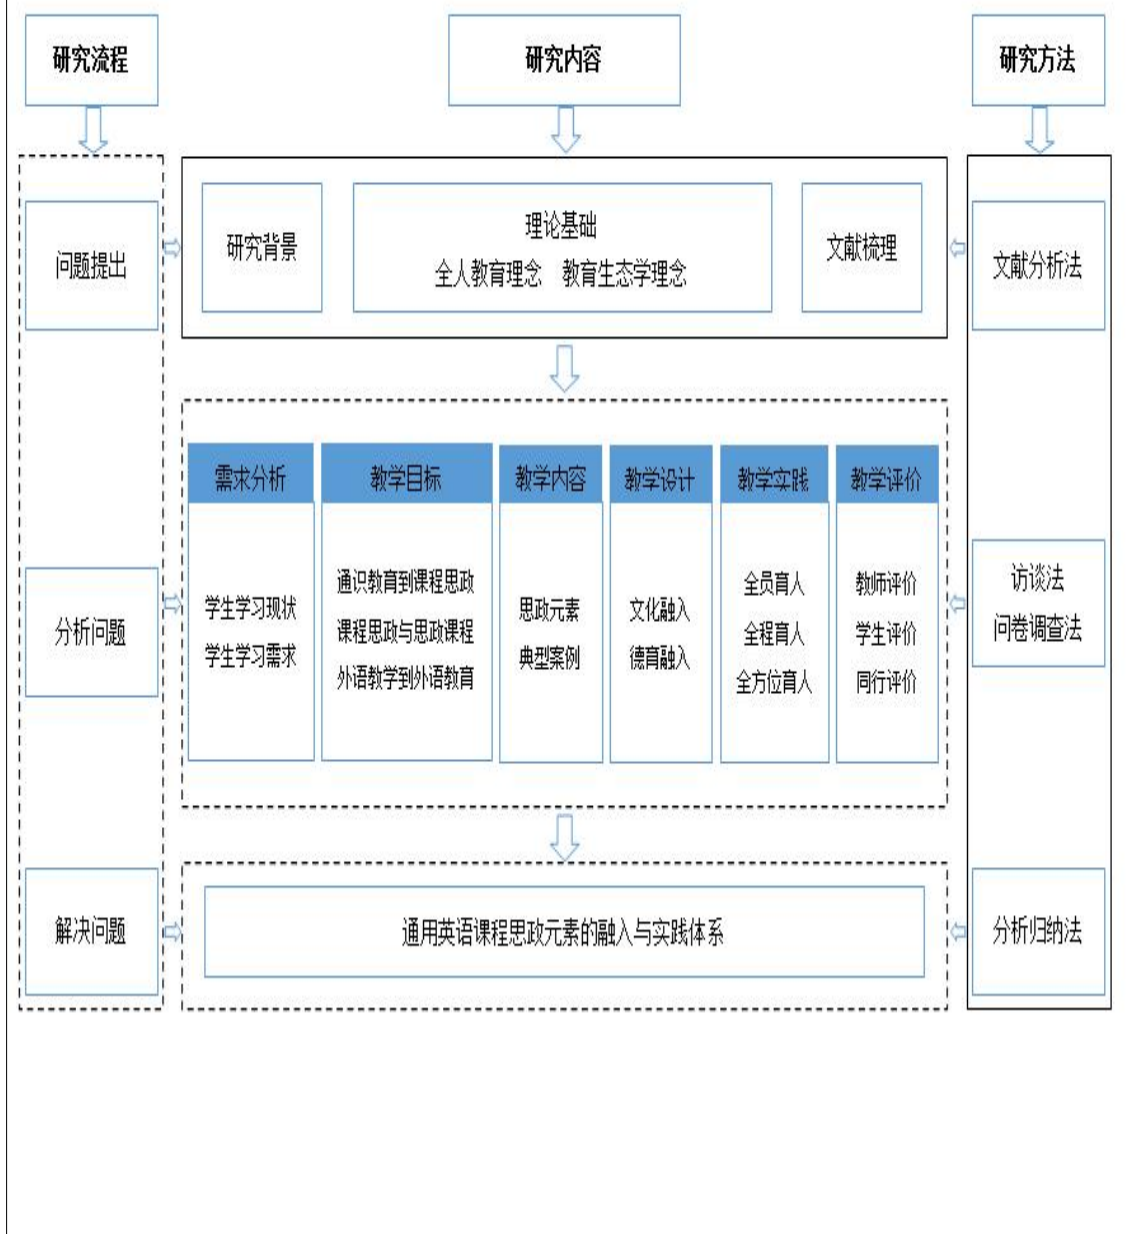 研究流程
研究内容
研究方法
问题提出
研究背景
理论基础
全人教育理念 教育生态学理念
文献梳理
文献分析法
分析问题
需求分析
学生学习现状
学生学习需求
教学目标
通识教育到课程思政
课程思政与思政课程
外语教学到外语教育
教学内容
思政元素
典型案例
教学设计
文化融入
德育融入
教学实践
全员育人
全程育人
全方位育人
教学评价
教师评价
学生评价
同行评价
访谈法
问卷调查法
解决问题
通用英语课程思政元素的融入与实践体系
分析归纳法